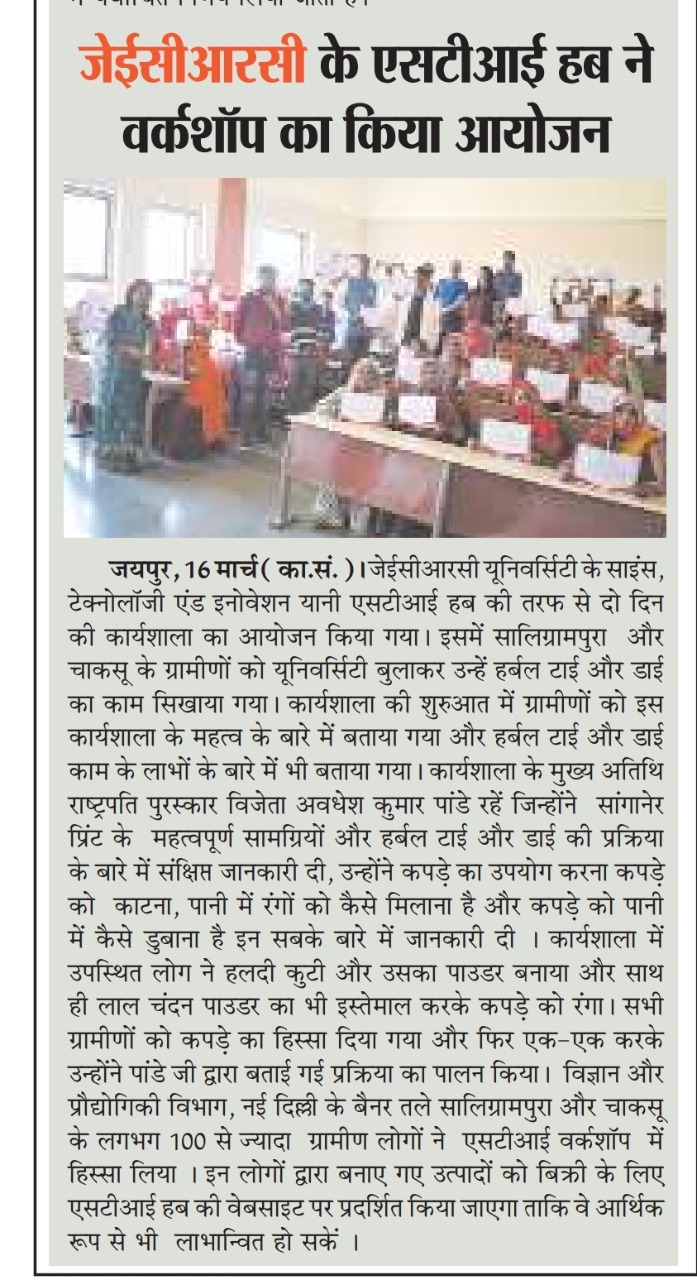 जेईसीआरसी के एसटीआई हब ने
वर्कशॉप का किया आयोजन
जयपुर, 16 मार्च( का.सं. )।जेईसीआरसी यूनिवर्सिटी के साइंस,
टेक्नोलॉजी एंड इनोवेशन यानी एसटीआई हब की तरफ से दो दिन
की कार्यशाला का आयोजन किया गया। इसमें सालिग्रामपुरा और
चाकसू के ग्रामीणों को यूनिवर्सिटी बुलाकर उन्हें हर्बल टाई और डाई
का काम सिखाया गया। कार्यशाला की शुरुआत में ग्रामीणों को इस
कार्यशाला के महत्व के बारे में बताया गया और हर्बल टाई और डाई
काम के लाभों के बारे में भी बताया गया। कार्यशाला के मुख्य अतिथि
राष्ट्रपति पुरस्कार विजेता अवधेश कुमार पांडे रहें जिन्होंने सांगानेर
प्रिंट के महत्वपूर्ण सामग्रियों और हर्बल टाई और डाई की प्रक्रिया
के बारे में संक्षिप्त जानकारी दी, उन्होंने कपड़े का उपयोग करना कपड़े
को काटना, पानी में रंगों को कैसे मिलाना है और कपड़े को पानी
में कैसे डुबाना है इन सबके बारे में जानकारी दी । कार्यशाला में
उपस्थित लोग ने हलदी कुटी और उसका पाउडर बनाया और साथ
ही लाल चंदन पाउडर का भी इस्तेमाल करके कपड़े को रंगा। सभी
ग्रामीणों को कपड़े का हिस्सा दिया गया और फिर एक-एक करके
उन्होंने पांडे जी द्वारा बताई गई प्रक्रिया का पालन किया। विज्ञान और
प्रौद्योगिकी विभाग, नई दिल्ली के बैनर तले सालिग्रामपुरा और चाकसू
के लगभग 100 से ज्यादा ग्रामीण लोगों ने एसटीआई वर्कशॉप में
हिस्सा लिया । इन लोगों द्वारा बनाए गए उत्पादों को बिक्री के लिए
एसटीआई हब की वेबसाइट पर प्रदर्शित किया जाएगा ताकि वे आर्थिक
रूप से भी लाभान्वित हो सकें ।